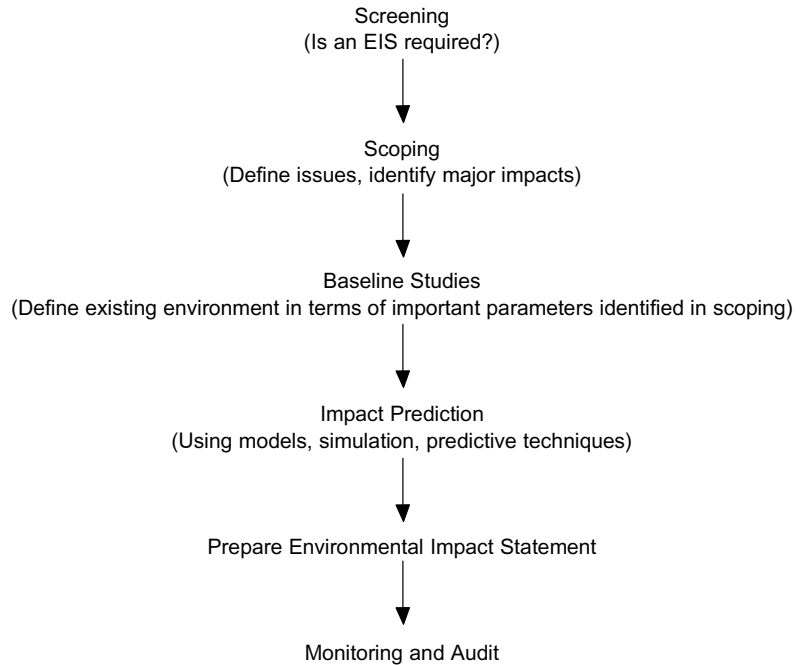 Screening
(Is an EIS required?)
Scoping
(Define issues, identify major impacts)
Baseline Studies
(Define existing environment in terms of important parameters identified in scoping)
Impact Prediction
(Using models, simulation, predictive techniques)
Prepare Environmental Impact Statement
Monitoring and Audit